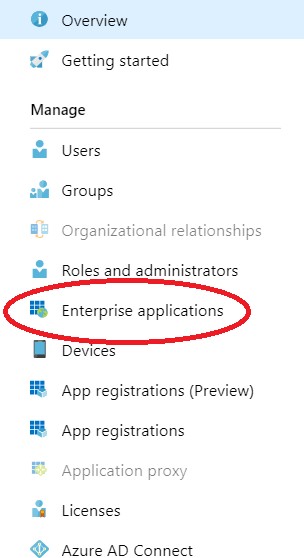 Overview
Getting started
Manage
Users
Groups
Organizational relationships
Roles and administrators
Enterprise applications
Devices
App registrations (Preview)
App registrations
Application proxy
Licenses
Azure AD Connect